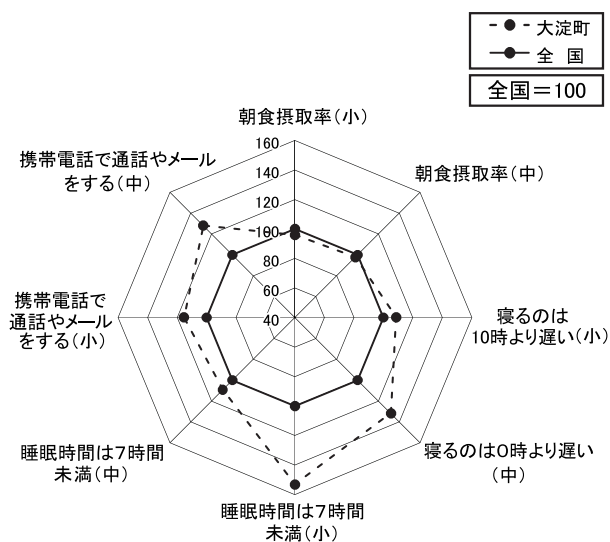 大淀町
全　国
全国＝100
朝食摂取率（小）
朝食摂取率（中）
寝るのは
10時より遅い（小）
寝るのは0時より遅い
（中）
睡眠時間は７時間
未満（小）
睡眠時間は７時間
未満（中）
携帯電話で
通話やメール
をする（小）
携帯電話で通話やメール
をする（中）
160
140
120
100
80
60
40